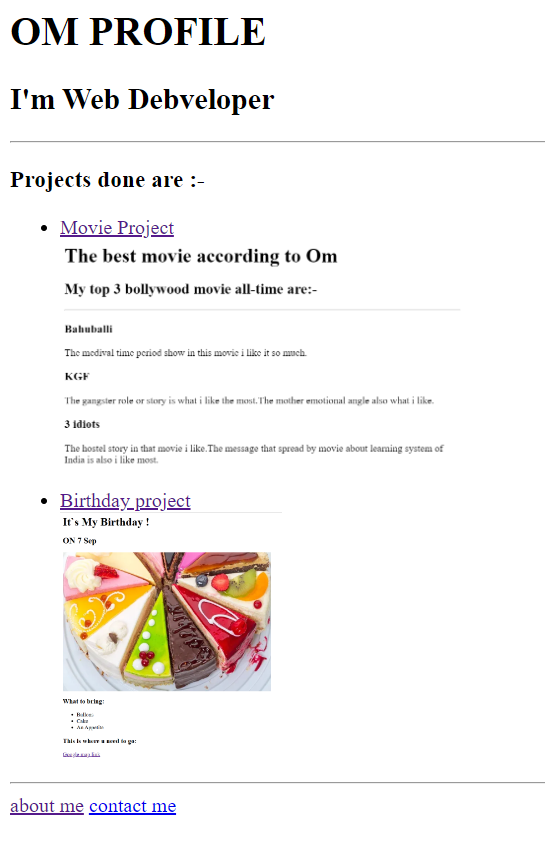 OM PROFILE
I'm Web Debveloper
Projects done are :-
Movie Project
The best movie according to Om
My top 3 bollywood movie all-time are:-
Bahuballi
The medival time period show in this movie i like it so much.
KGF
The gangster role or story is what i like the most.The mother emotional angle also what i like.
3 idiots
The hostel story in that movie i like.The message that spread by movie about learning system of
India is also i like most.
Birthday project
It`s My Birthday !
ON 7 Sep
What to bring:
Cake
An Appetite
This is where u need to go:
Google map link
about me contact me